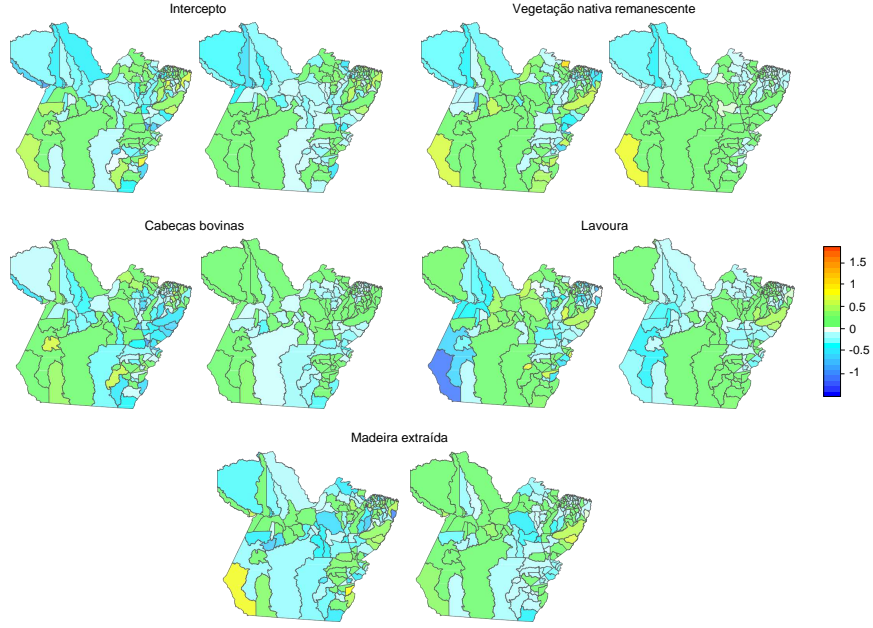 Intercepto
Vegetação nativa remanescente
Cabeças bovinas
Lavoura
1.5
1
0.5
0
-0.5
-1
Madeira extraída